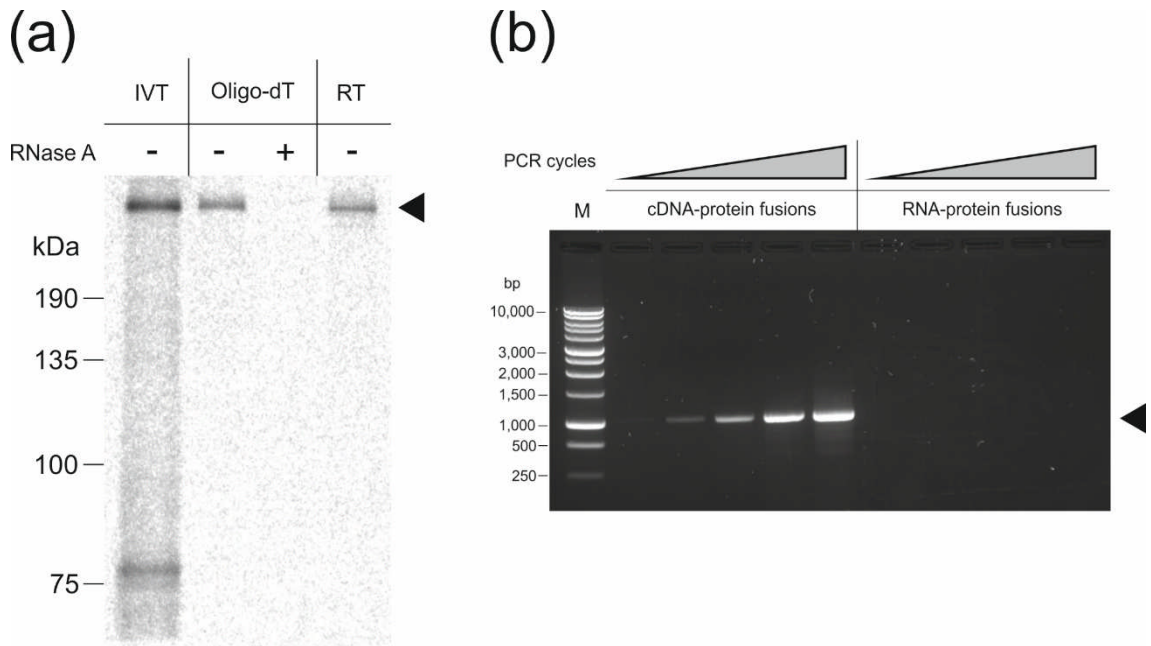 (a)
IVT Oligo-dT RT
RNase A - - + -
kDa
190
135
100
75
(b)
PCR cycles
M cDNA-protein fusions RNA-protein fusions
bp
10,000
3,000
2,000
1,500
1,000
500
250